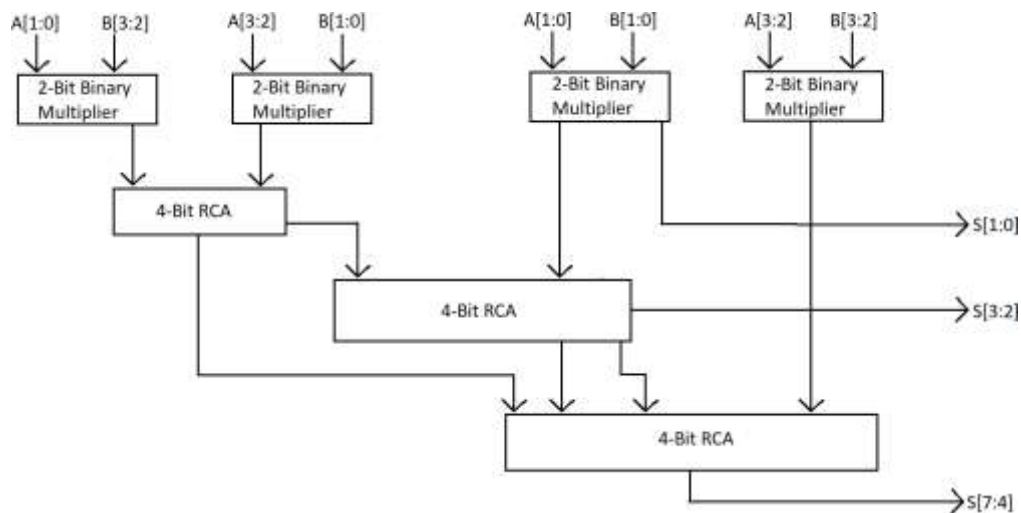 A[1:0] B[3:2] A[3:2] B[1:0] A[1:0] B[1:0] A[3:2] B[3:2]
2-Bit Binary
Multiplier
2-Bit Binary
Multiplier
2-Bit Binary
Multiplier
2-Bit Binary
Multiplier
4-Bit RCA
S[1:0]
4-Bit RCA
S[3:2]
4-Bit RCA
S[7:4]